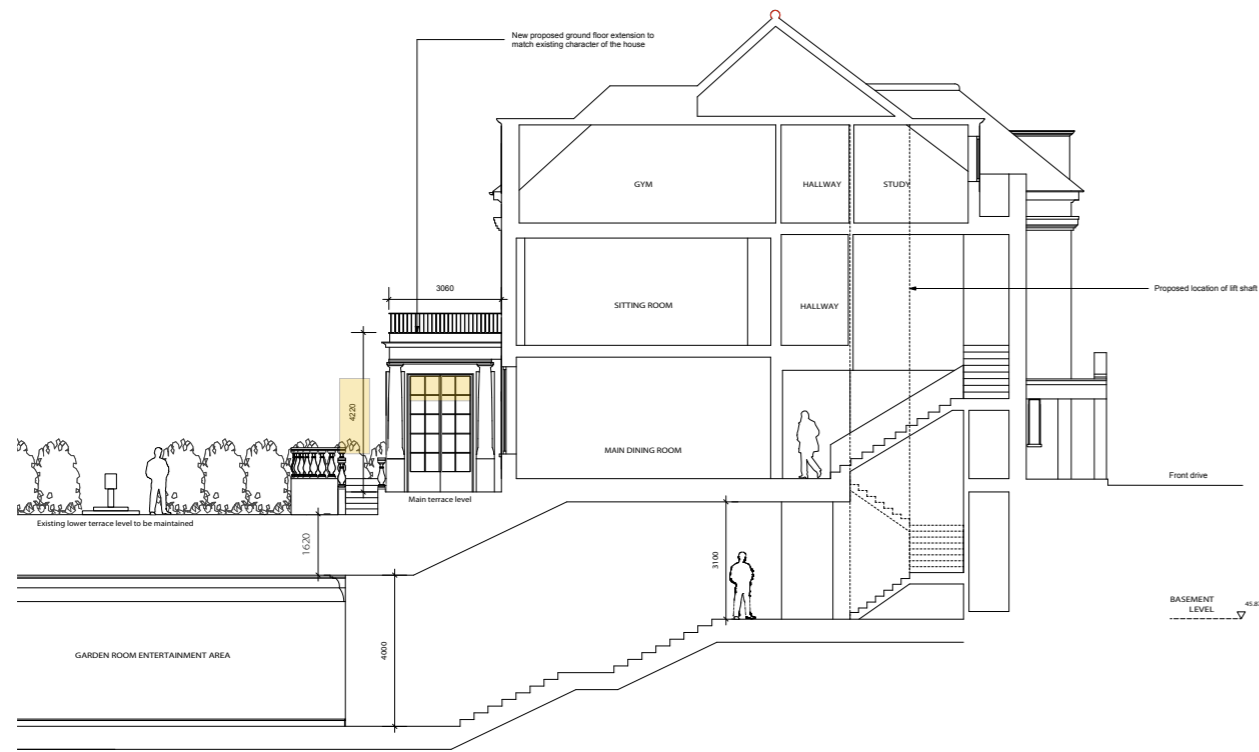 New proposed ground floor extension to
match existing character of the house
GYM
HALLWAY
STUDY
3060
SITTING ROOM
HALLWAY
Proposed location of lift shaft
4220
MAIN DINING ROOM
Front drive
Main terrace level
Existing lower terrace level to be maintained
1620
3100
BASEMENT
LEVEL
GARDEN ROOM ENTERTAINMENT AREA
4000